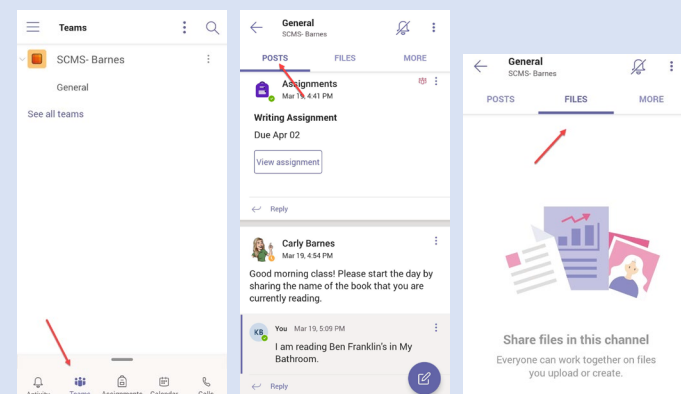 Teams
SCMS- Barnes
General
See all teams
Activity
Teams
Assignments
Calendar
Calls
General
SCMS- Barnes
POSTS
FILES
MORE
Assignments
Mar 19, 4:41 PM
Writing Assignment
Due Apr 02
View assignment
Reply
Carly Barnes
Mar 19, 4:54 PM
Good morning class! Please start the day by
sharing the name of the book that you are
currently reading.
KB
You Mar 19, 5:09 PM
I am reading Ben Franklin's in My
Bathroom.
Reply
General
SCMS- Barnes
POSTS
FILES
MORE
Share files in this channel
Everyone can work together on files
you upload or create.